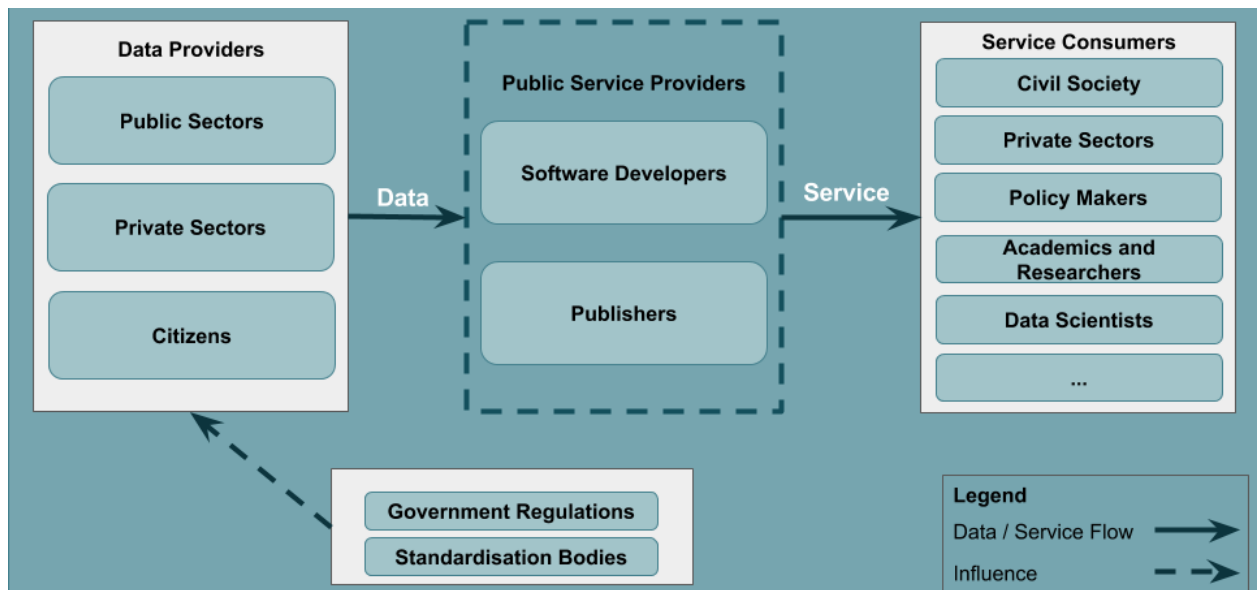 Data Providers
Public Sectors
Private Sectors
Citizens
Data
Public Service Providers
Software Developers
Publishers
Service
Service Consumers
Civil Society
Private Sectors
Policy Makers
Academics and
Researchers
Data Scientists
...
Government Regulations
Standardisation Bodies
Legend
Data / Service Flow
Influence